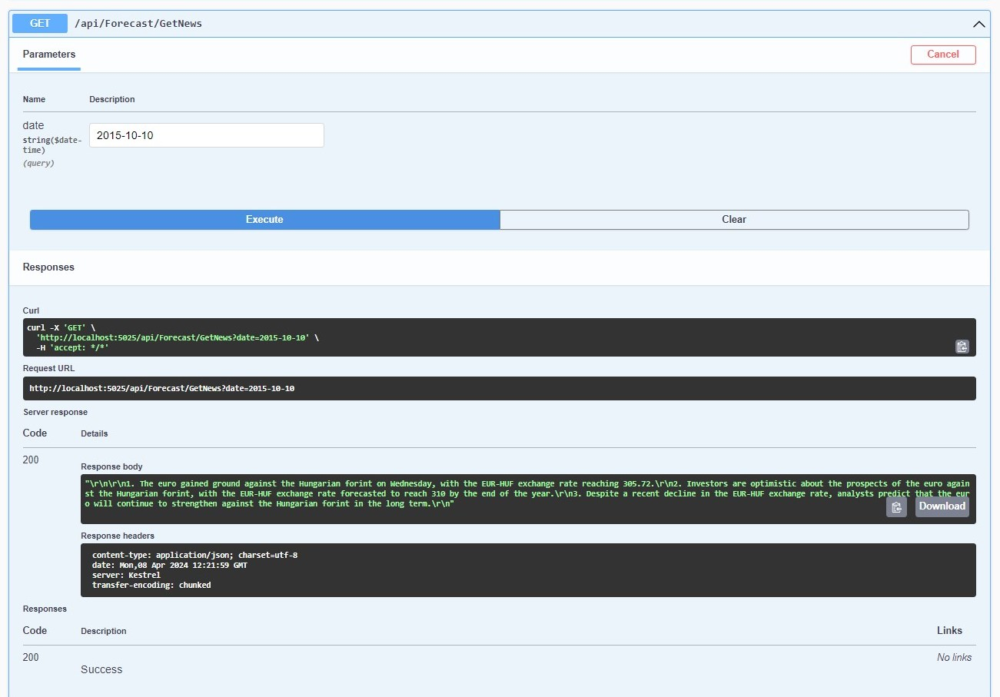 GET /api/Forecast/GetNews
Parameters
Cancel
Name Description
date
string($date-
time)
(query)
2015-10-10
Execute Clear
Responses
Curl
curl -X 'GET' \
'http://localhost:5025/api/Forecast/GetNews?date=2015-10-10' \
-H 'accept: */*'
Request URL
http://localhost:5025/api/Forecast/GetNews?date=2015-10-10
Server response
Code Details
200
Response body
"\r\n\r\n1. The euro gained ground against the Hungarian forint on Wednesday, with the EUR-HUF exchange rate reaching 305.72.\r\n2. Investors are optimistic about the prospects of the euro again
st the Hungarian forint, with the EUR-HUF exchange rate forecasted to reach 310 by the end of the year.\r\n3. Despite a recent decline in the EUR-HUF exchange rate, analysts predict that the eur
o will continue to strengthen against the Hungarian forint in the long term.\r\n"
Download
Response headers
content-type: application/json; charset=utf-8
date: Mon,08 Apr 2024 12:21:59 GMT
server: Kestrel
transfer-encoding: chunked
Responses
Code Description Links
200
Success
No links